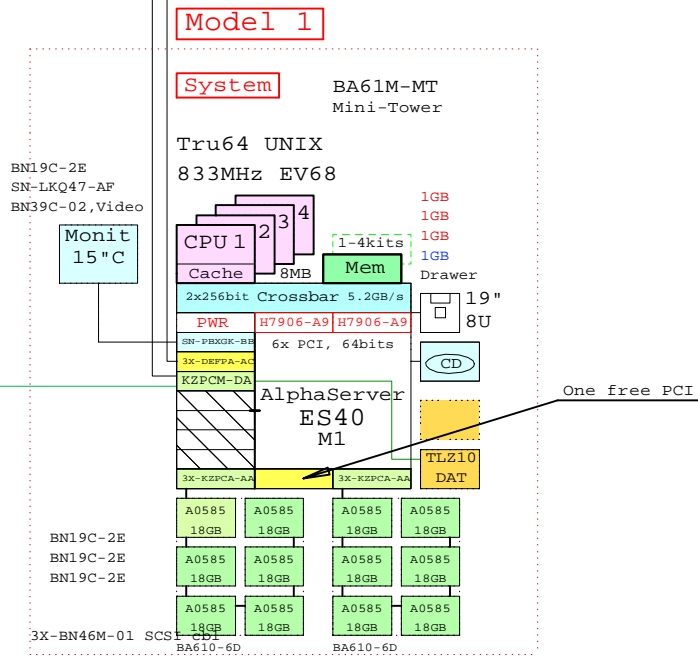 Model 1
System
BA61M-MT
Mini-Tower
Tru64 UNIX
833MHz EV68
BN19C-2E
SN-LKQ47-AF
BN39C-02,Video
Monit
15"C
CPU 1
2
3
4
Cache
8MB
1-4kits
Mem
1GB
1GB
1GB
1GB
Drawer
2x256bit Crossbar 5.2GB/s
19"
8U
PWR
H7906-A9
H7906-A9
SN-PBXGK-BB
6x PCI, 64bits
3X-DEFPA-AC
CD
KZPCM-DA
AlphaServer
ES40
M1
One free PCI
TLZ10
DAT
3X-KZPCA-AA
3X-KZPCA-AA
A0585
18GB
A0585
18GB
A0585
18GB
A0585
18GB
BN19C-2E
BN19C-2E
BN19C-2E
A0585
18GB
A0585
18GB
A0585
18GB
A0585
18GB
A0585
18GB
A0585
18GB
A0585
18GB
A0585
18GB
3X-BN46M-01 SCSI cbl
BA610-6D
BA610-6D